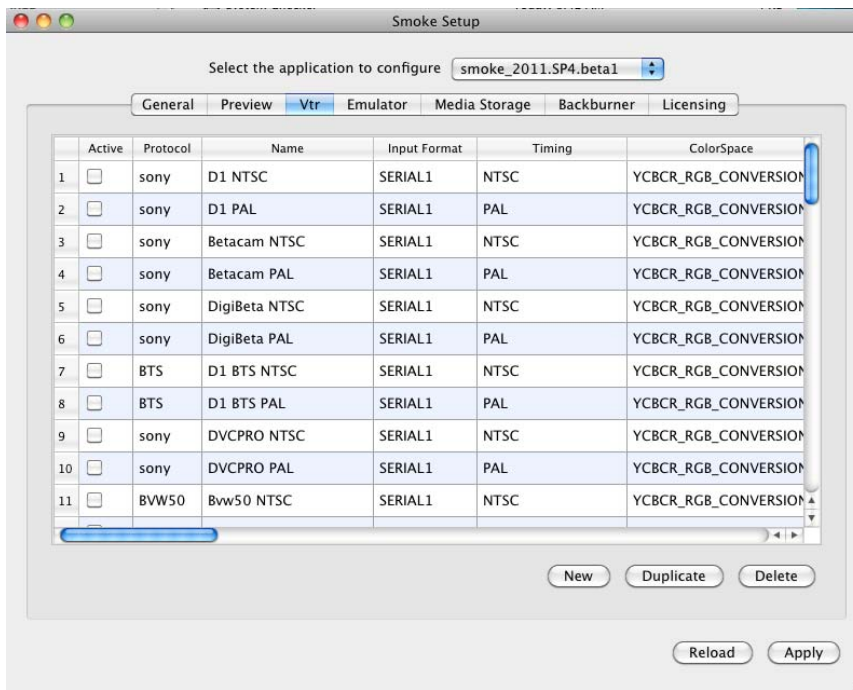 Smoke Setup
Select the application to configure smoke_2011.SP4.beta1
General Preview Vtr Emulator Media Storage Backburner Licensing
Active Protocol Name Input Format Timing ColorSpace
1 sony D1 NTSC SERIAL1 NTSC YCBCR_RGB_CONVERSION
2 sony D1 PAL SERIAL1 PAL YCBCR_RGB_CONVERSION
3 sony Betacam NTSC SERIAL1 NTSC YCBCR_RGB_CONVERSION
4 sony Betacam PAL SERIAL1 PAL YCBCR_RGB_CONVERSION
5 sony DigiBeta NTSC SERIAL1 NTSC YCBCR_RGB_CONVERSION
6 sony DigiBeta PAL SERIAL1 PAL YCBCR_RGB_CONVERSION
7 BTS D1 BTS NTSC SERIAL1 NTSC YCBCR_RGB_CONVERSION
8 BTS D1 BTS PAL SERIAL1 PAL YCBCR_RGB_CONVERSION
9 sony DVCPRO NTSC SERIAL1 NTSC YCBCR_RGB_CONVERSION
10 sony DVCPRO PAL SERIAL1 PAL YCBCR_RGB_CONVERSION
11 BVW50 Bvw50 NTSC SERIAL1 NTSC YCBCR_RGB_CONVERSION
New Duplicate Delete
Reload Apply